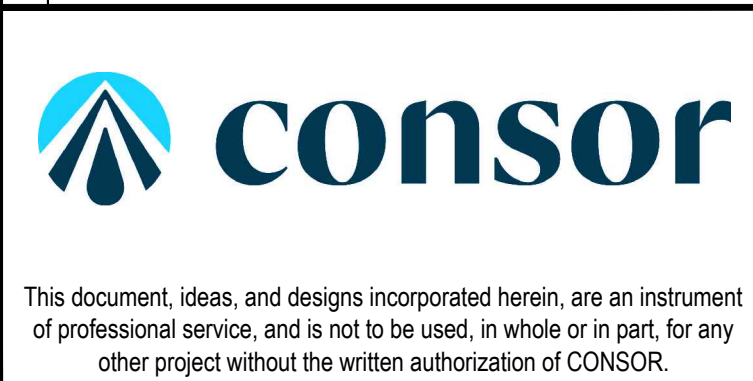 consor
This document, ideas, and designs incorporated herein, are an instrument
of professional service, and is not to be used, in whole or in part, for any
other project without the written authorization of CONSOR.